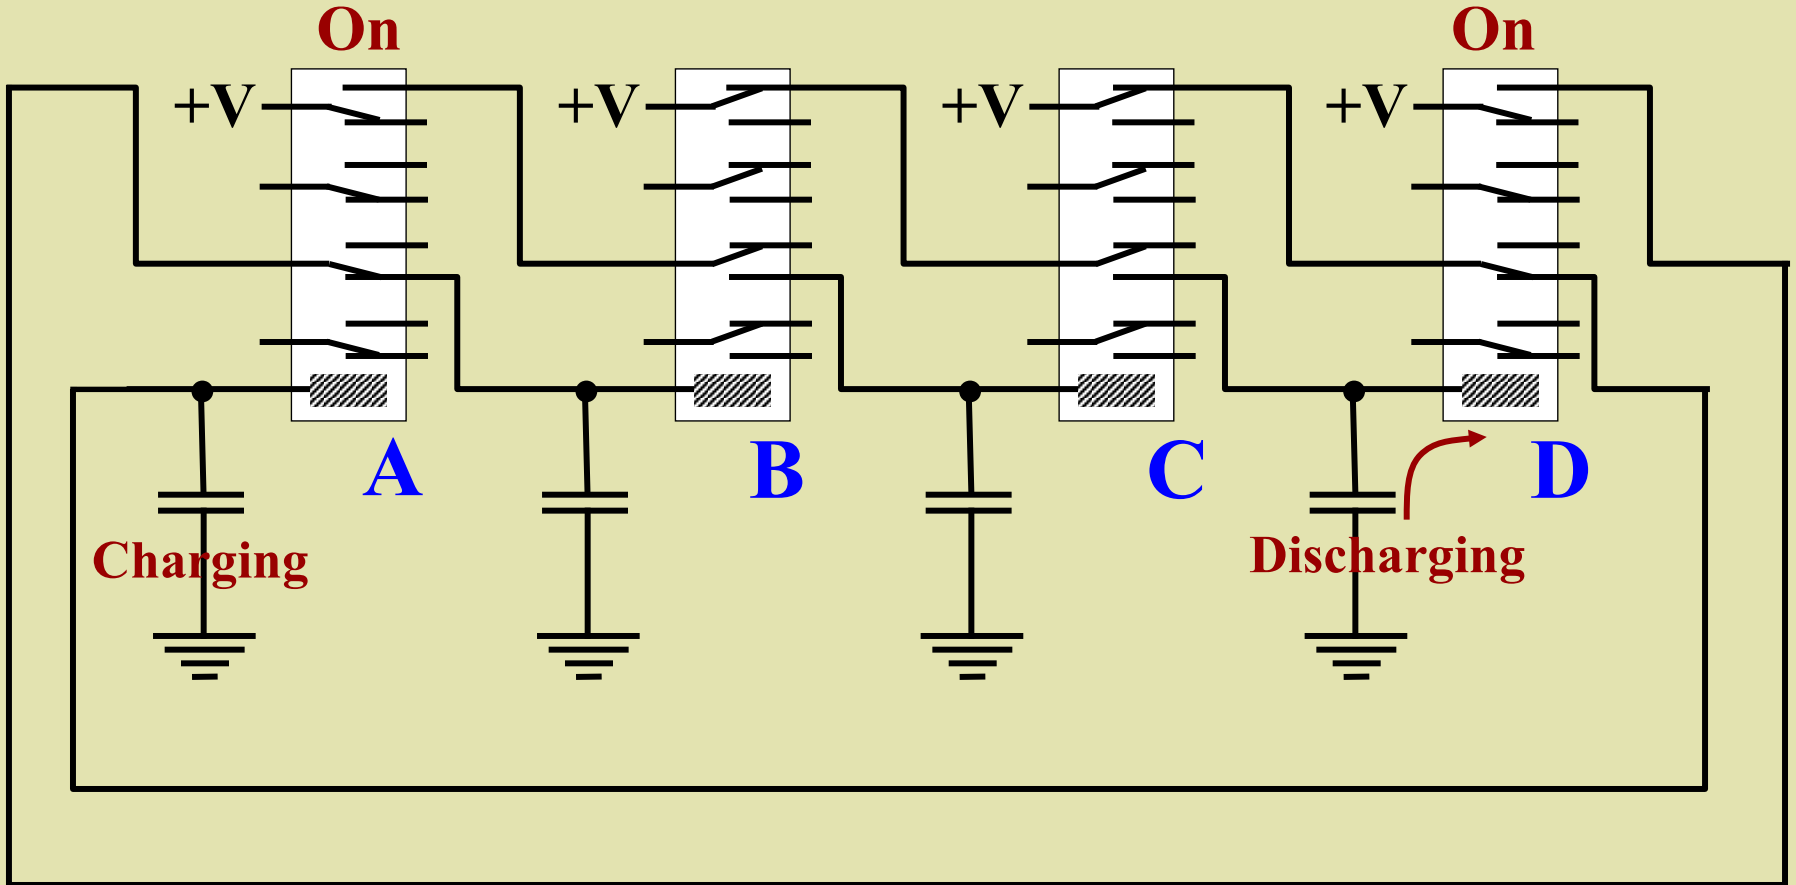 On On
+V +V +V +V
A B C D
Charging Discharging